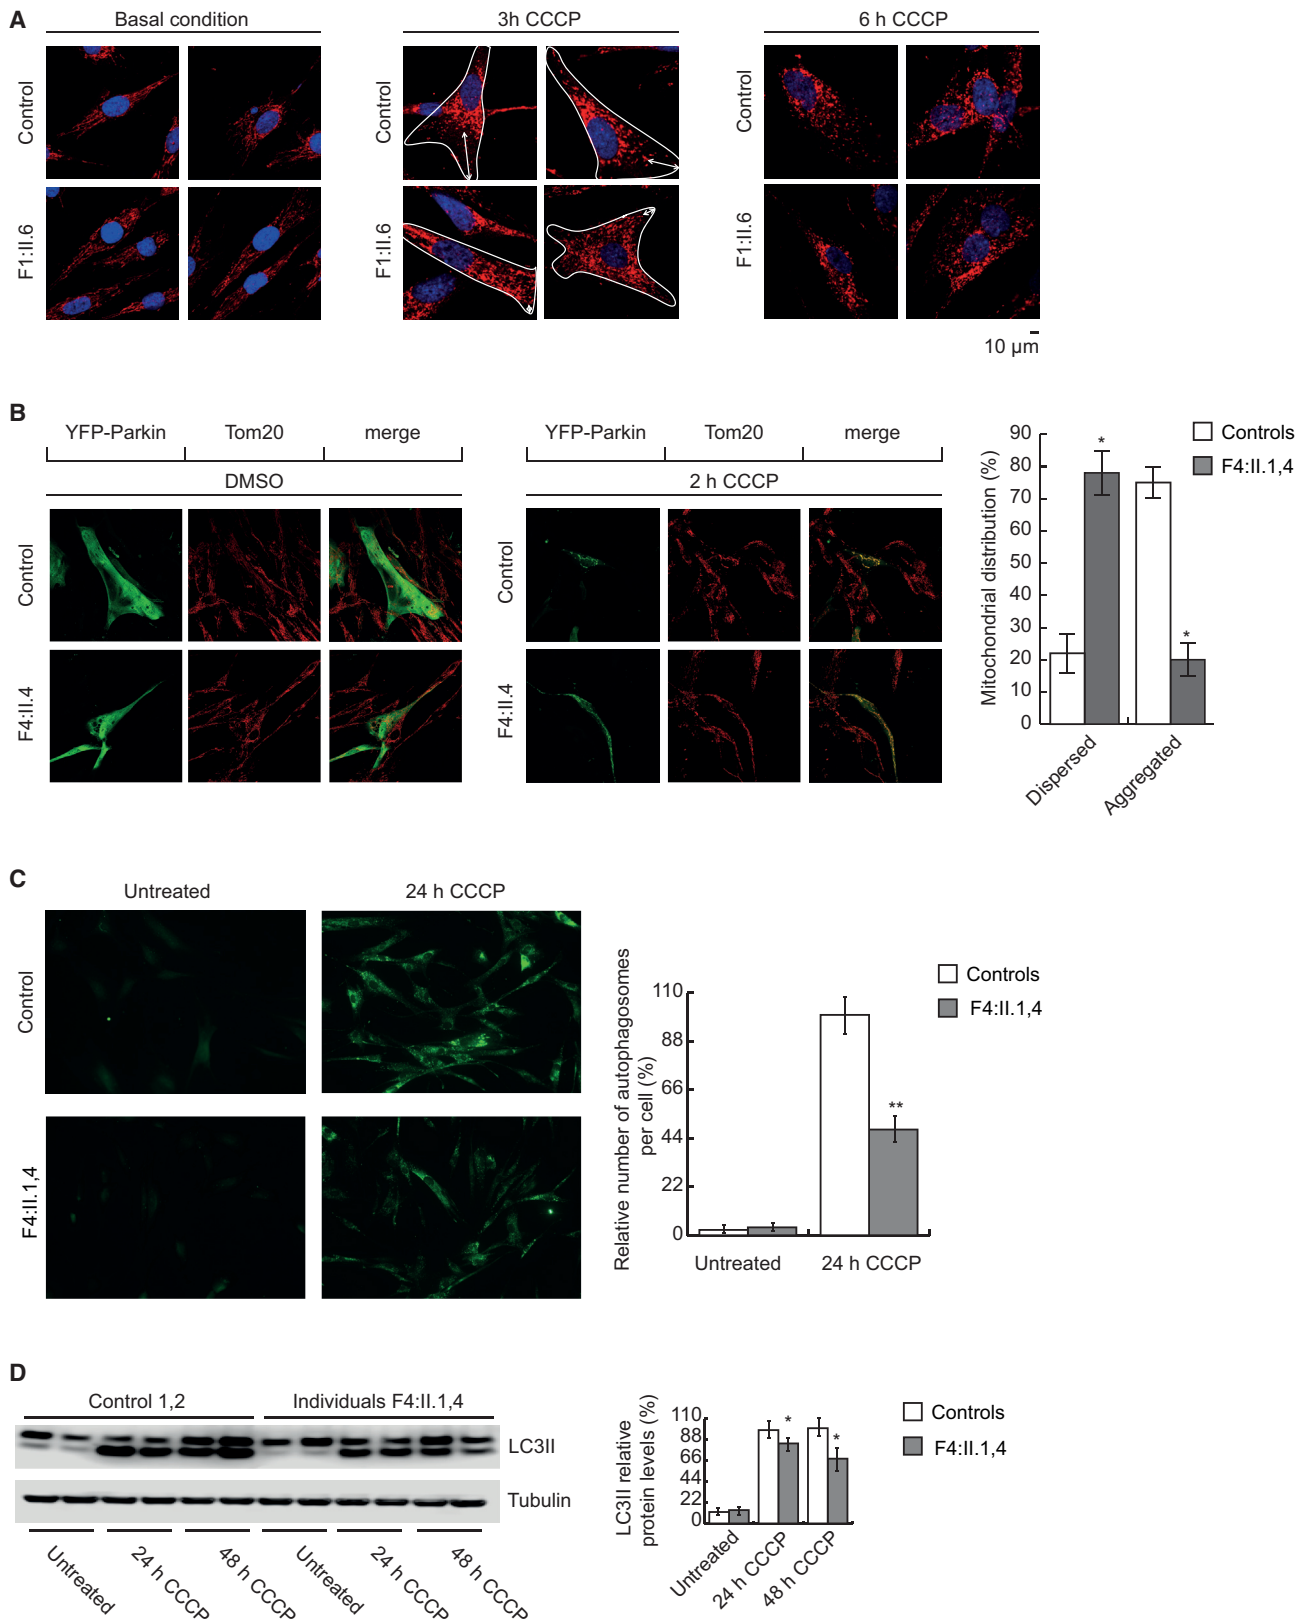 A
Basal condition
3h CCCP
6 h CCCP
Control
Control
Control
F1:II.6
F1:II.6
F1:II.6
10 µm
B
YFP-Parkin
Tom20
merge
YFP-Parkin
Tom20
merge
DMSO
2 h CCCP
Control
F4:II.4
Control
F4:II.4
Mitochondrial distribution (%)
90
80
70
60
50
40
30
20
10
0
*
*
Controls
F4:II.1,4
Dispersed
Aggregated
C
Untreated
24 h CCCP
Control
F4:II.1,4
Relative number of autophagosomes
per cell (%)
110
88
66
44
22
0
**
Controls
F4:II.1,4
Untreated
24 h CCCP
D
Control 1,2
Individuals F4:II.1,4
LC3II
Tubulin
Untreated
24 h CCCP
48 h CCCP
Untreated
24 h CCCP
48 h CCCP
LC3II relative
protein levels (%)
110
88
66
44
22
0
*
*
Controls
F4:II.1,4
Untreated
24 h CCCP
48 h CCCP